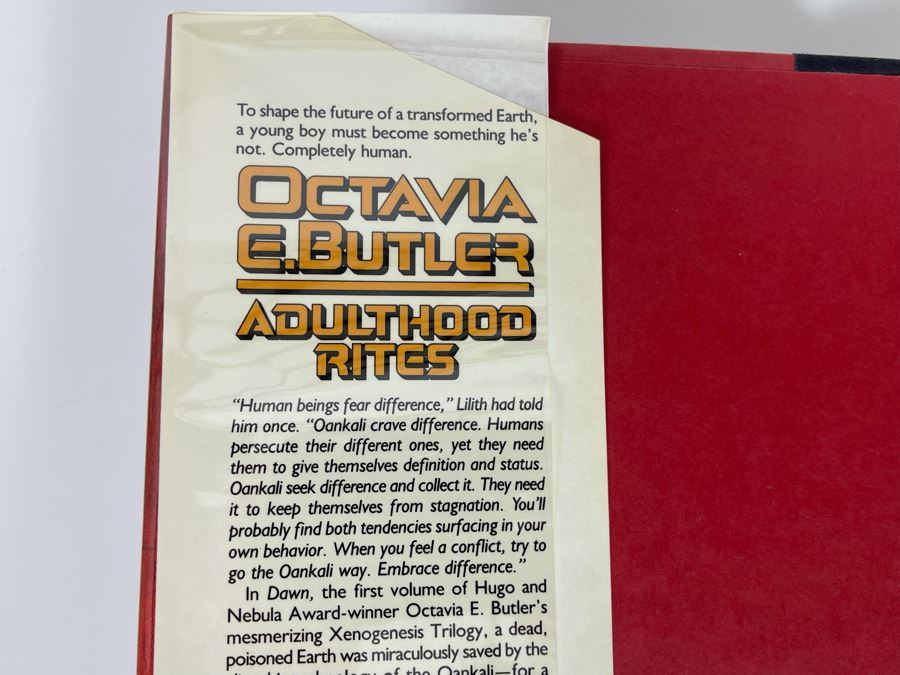 To shape the future of a transformed Earth,
a young boy must become something he's
not. Completely human.
OCTAVIA
E. BUTLER
ADULTHOOD
RITES
“Human beings fear difference,” Lilith had told
him once. “Oankali crave difference. Humans
persecute their different ones, yet they need
them to give themselves definition and status.
Oankali seek difference and collect it. They need
it to keep themselves from stagnation. You'll
probably find both tendencies surfacing in your
own behavior. When you feel a conflict, try to
go the Oankali way. Embrace difference.”
In Dawn, the first volume of Hugo and
Nebula Award-winner Octavia E. Butler's
mesmerizing Xenogenesis Trilogy, a dead,
poisoned Earth was miraculously saved by the
of the Oankali—for a